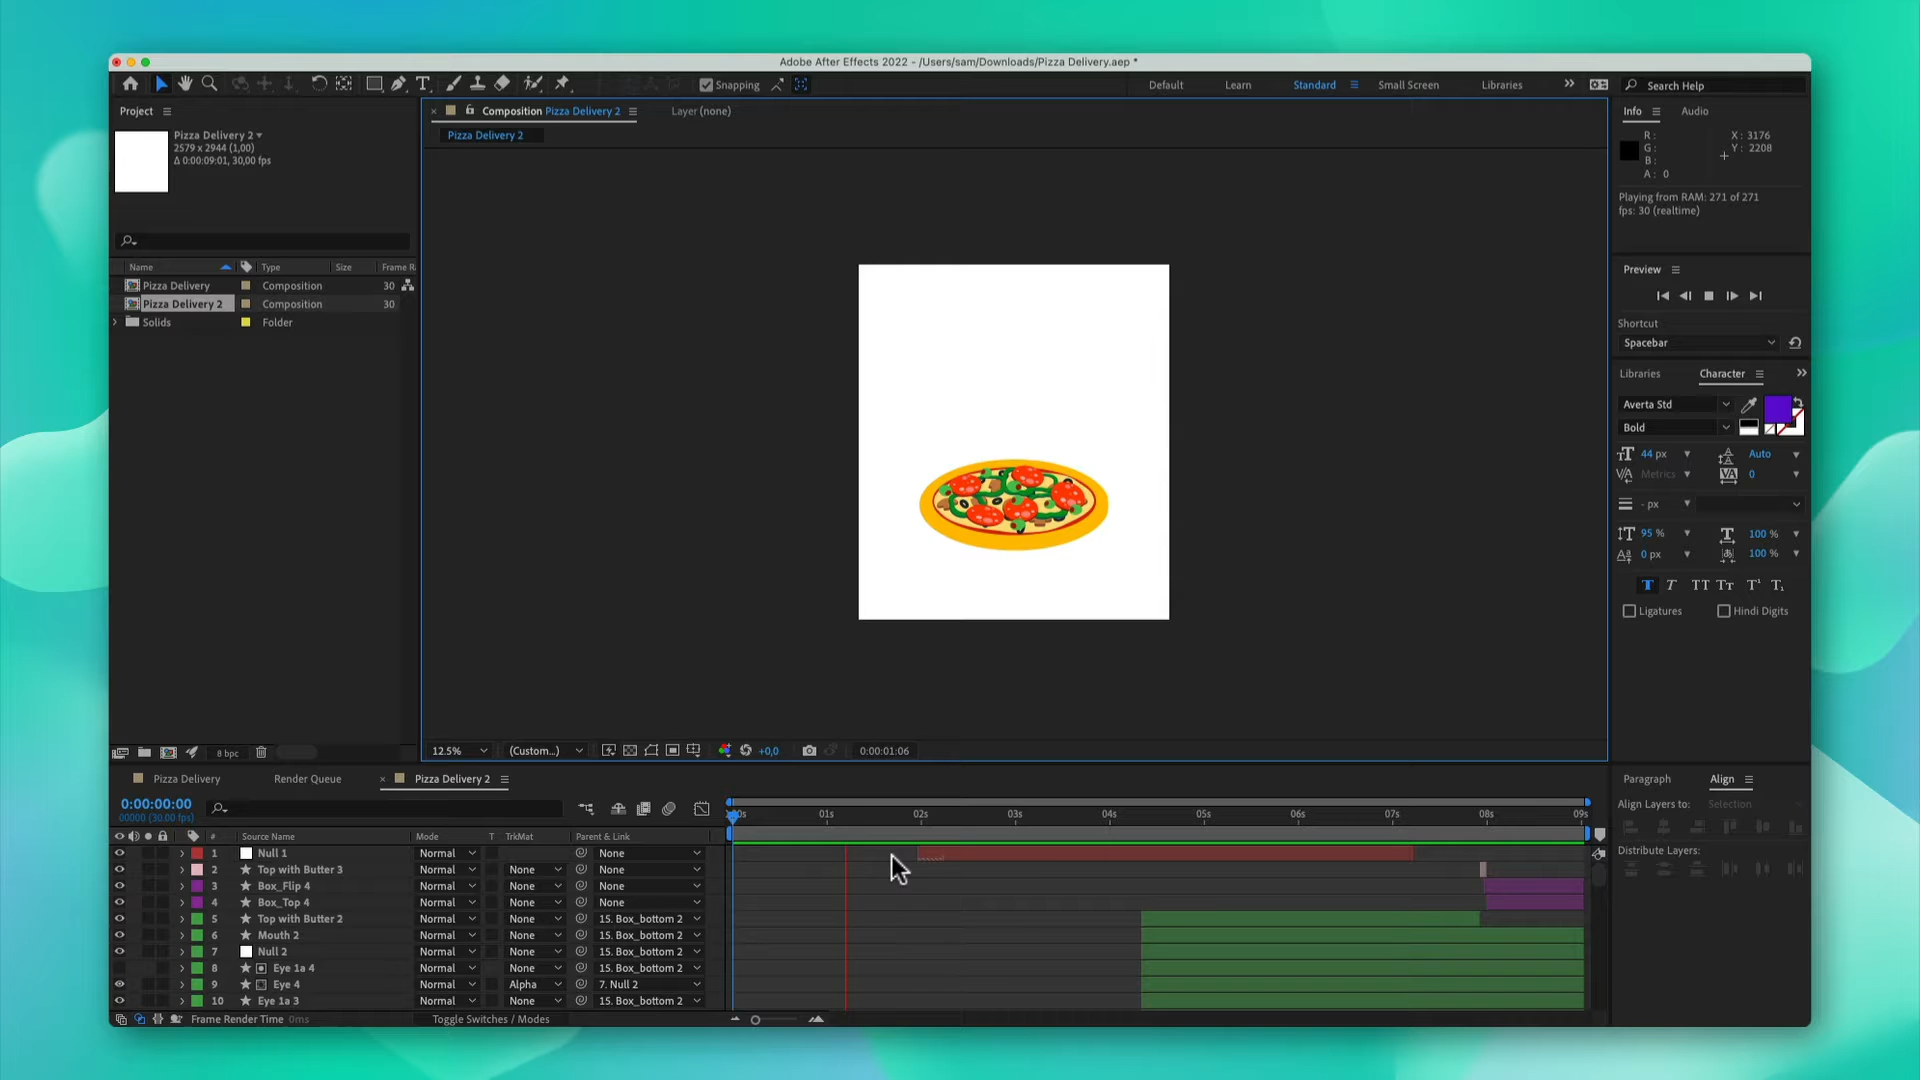 Adobe After Effects 2022 - /Users/sam/Downloads/Pizza Delivery.aep *
Snapping
Default
Learn
Standard
Small Screen
Libraries
Search Help
Project
Pizza Delivery 2
2579 x 2944 (1,00)
Δ 0:00:09:01, 30,00 fps
Name
Type
Size
Frame Ra
Pizza Delivery
Composition
30
Pizza Delivery 2
Composition
30
Solids
Folder
8 bpc
Composition Pizza Delivery 2
Layer (none)
Pizza Delivery 2
12.5%
(Custom...)
+0,0
0:00:01:06
Info
Audio
R :
G :
B :
A : 0
X : 3176
Y : 2208
Playing from RAM: 271 of 271
fps: 30 (realtime)
Preview
Shortcut
Spacebar
Libraries
Character
Averta Std
Bold
44 px
Auto
Metrics
0
- px
95 %
100 %
0 px
100 %
T T TT Tr T¹ T₁
Ligatures
Hindi Digits
Paragraph
Align
Align Layers to:
Selection
Distribute Layers:
Pizza Delivery
Render Queue
Pizza Delivery 2
0:00:00:00
00000 (30.00 fps)
01s
02s
03s
04s
05s
06s
08s
09s
# Source Name Mode T TrkMat Parent & Link
1 Null 1 Normal None
2 Top with Butter 3 Normal None None
3 Box_Flip 4 Normal None None
4 Box_Top 4 Normal None None
5 Top with Butter 2 Normal None 15. Box_bottom 2
6 Mouth 2 Normal None 15. Box_bottom 2
7 Null 2 Normal None 15. Box_bottom 2
8 Eye 1a 4 Normal None 15. Box_bottom 2
9 Eye 4 Normal Alpha 7. Null 2
10 Eye 1a 3 Normal None 15. Box_bottom 2
Frame Render Time 0ms
Toggle Switches / Modes